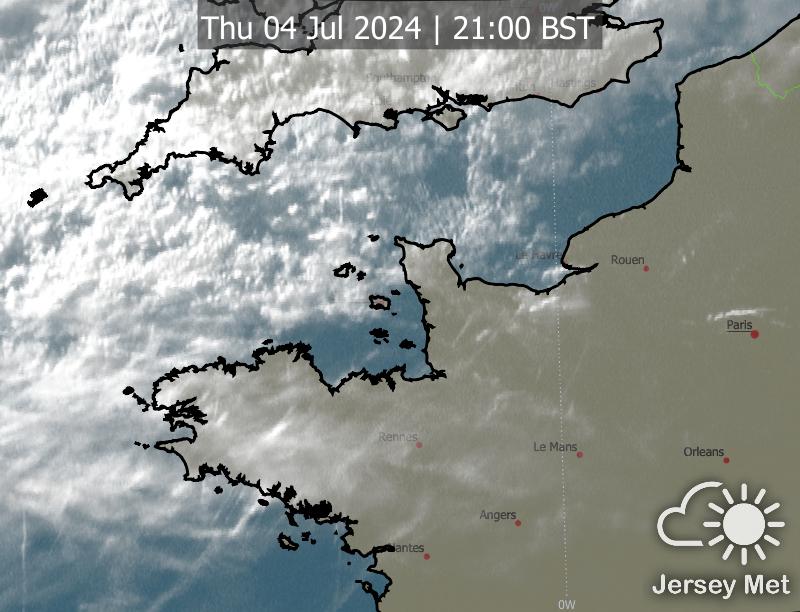 0W
Thu 04 Jul 2024 | 21:00 BST
Southampton
Hastings
Le Havre
Rouen
Paris
Rennes
Le Mans
Orleans
Angers
Nantes
Jersey Met
0W